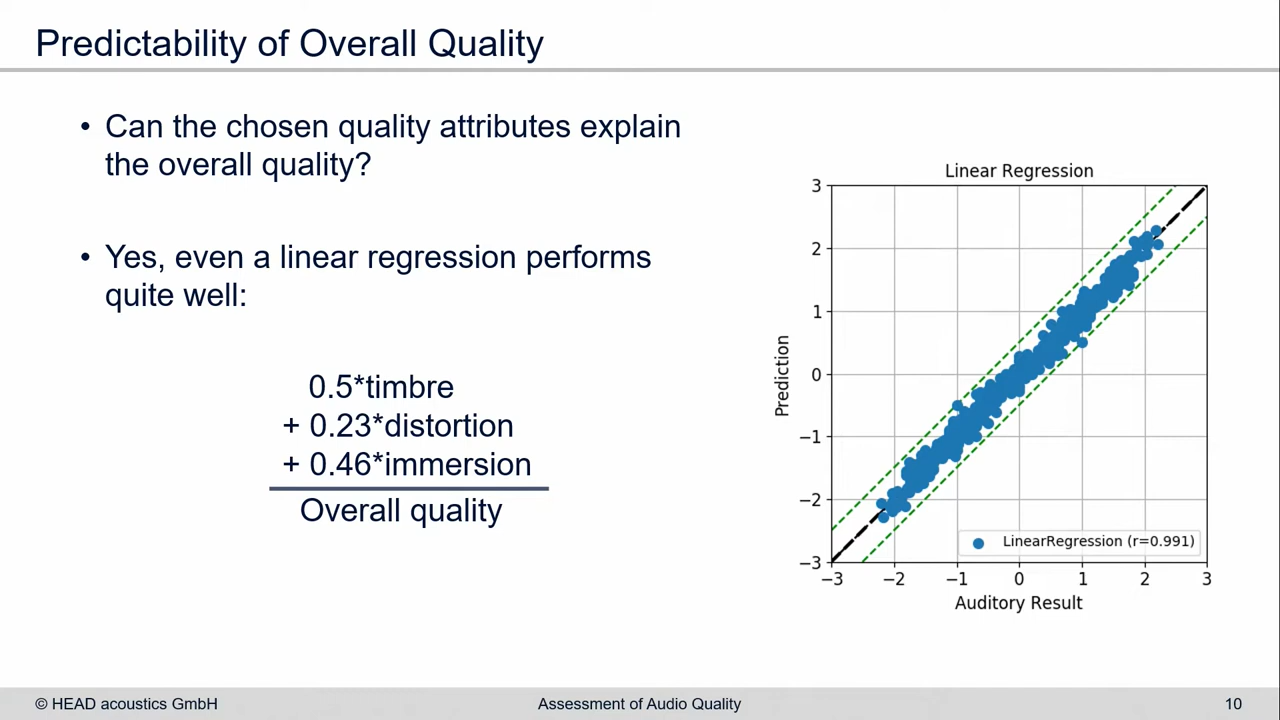 Predictability of Overall Quality
• Can the chosen quality attributes explain
the overall quality?
• Yes, even a linear regression performs
quite well:
0.5*timbre
+ 0.23*distortion
+ 0.46*immersion
Overall quality
Linear Regression
3
2
1
0
−1
−2
−3
Prediction
LinearRegression (r=0.991)
−3 −2 −1 0 1 2 3
Auditory Result
© HEAD acoustics GmbH
Assessment of Audio Quality
10